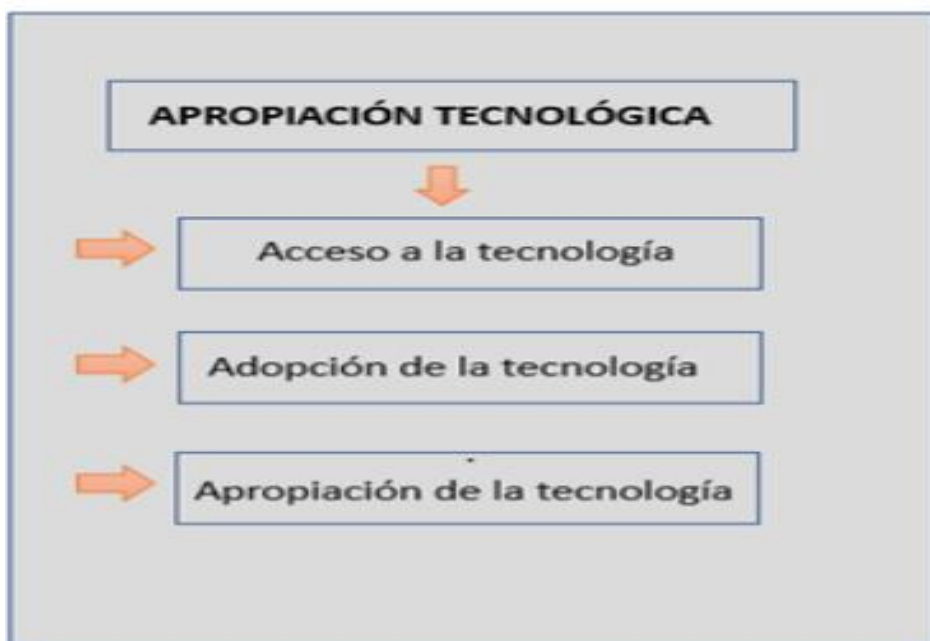 APROPIACIÓN TECNOLÓGICA
Acceso a la tecnología
Adopción de la tecnología
Apropiación de la tecnología